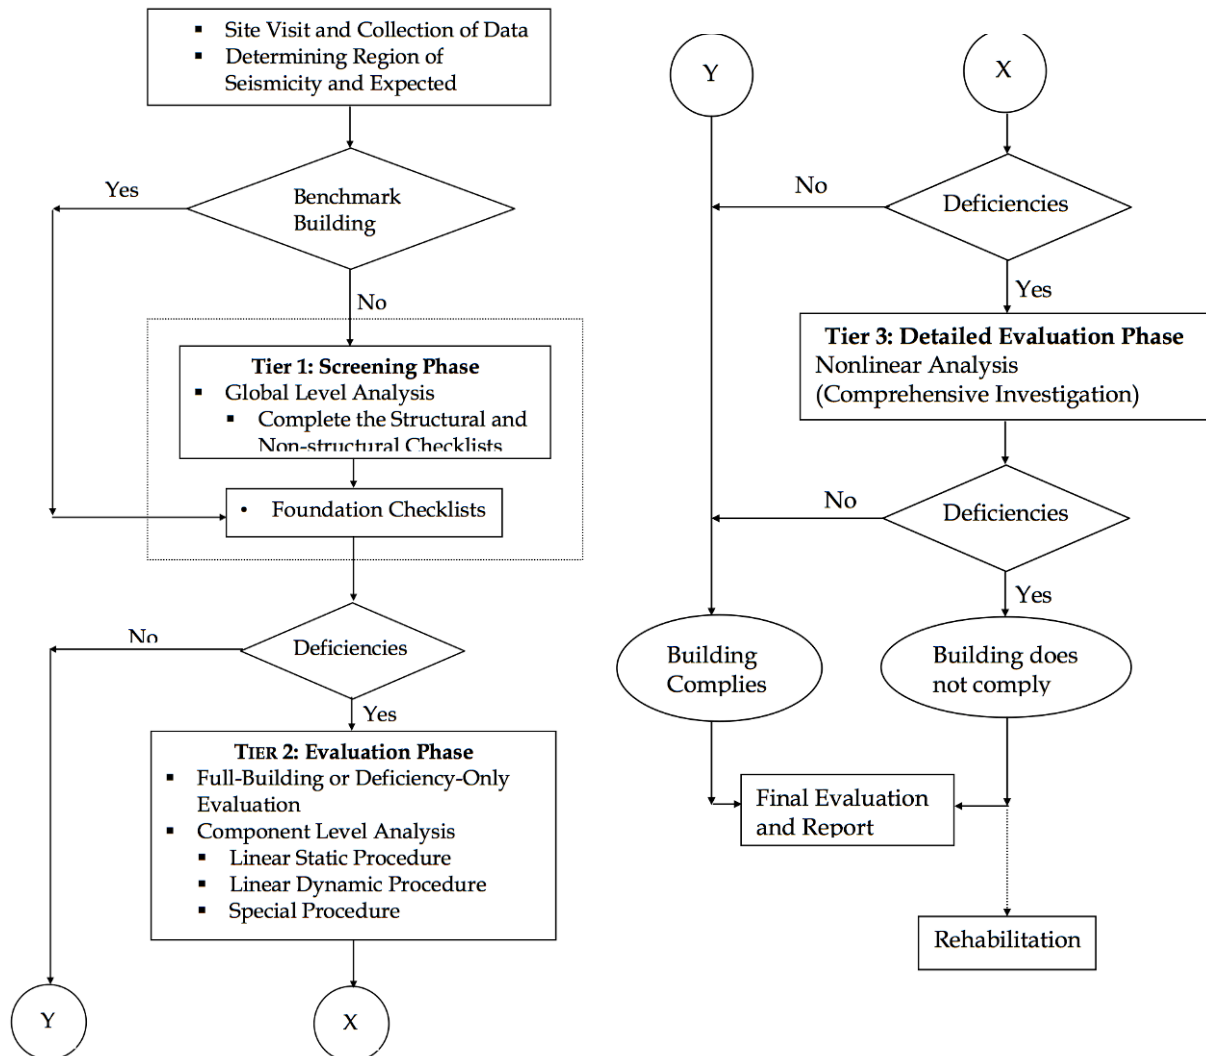 ▪ Site Visit and Collection of Data
▪ Determining Region of
Seismicity and Expected
Yes
Benchmark
Building
No
Tier 1: Screening Phase
▪ Global Level Analysis
▪ Complete the Structural and
Non-structural Checklists
• Foundation Checklists
No
Deficiencies
Yes
TIER 2: Evaluation Phase
▪ Full-Building or Deficiency-Only
Evaluation
▪ Component Level Analysis
▪ Linear Static Procedure
▪ Linear Dynamic Procedure
▪ Special Procedure
Y
X
Y
X
No
Deficiencies
Yes
Tier 3: Detailed Evaluation Phase
Nonlinear Analysis
(Comprehensive Investigation)
No
Deficiencies
Yes
Building
Complies
Building does
not comply
Final Evaluation
and Report
Rehabilitation